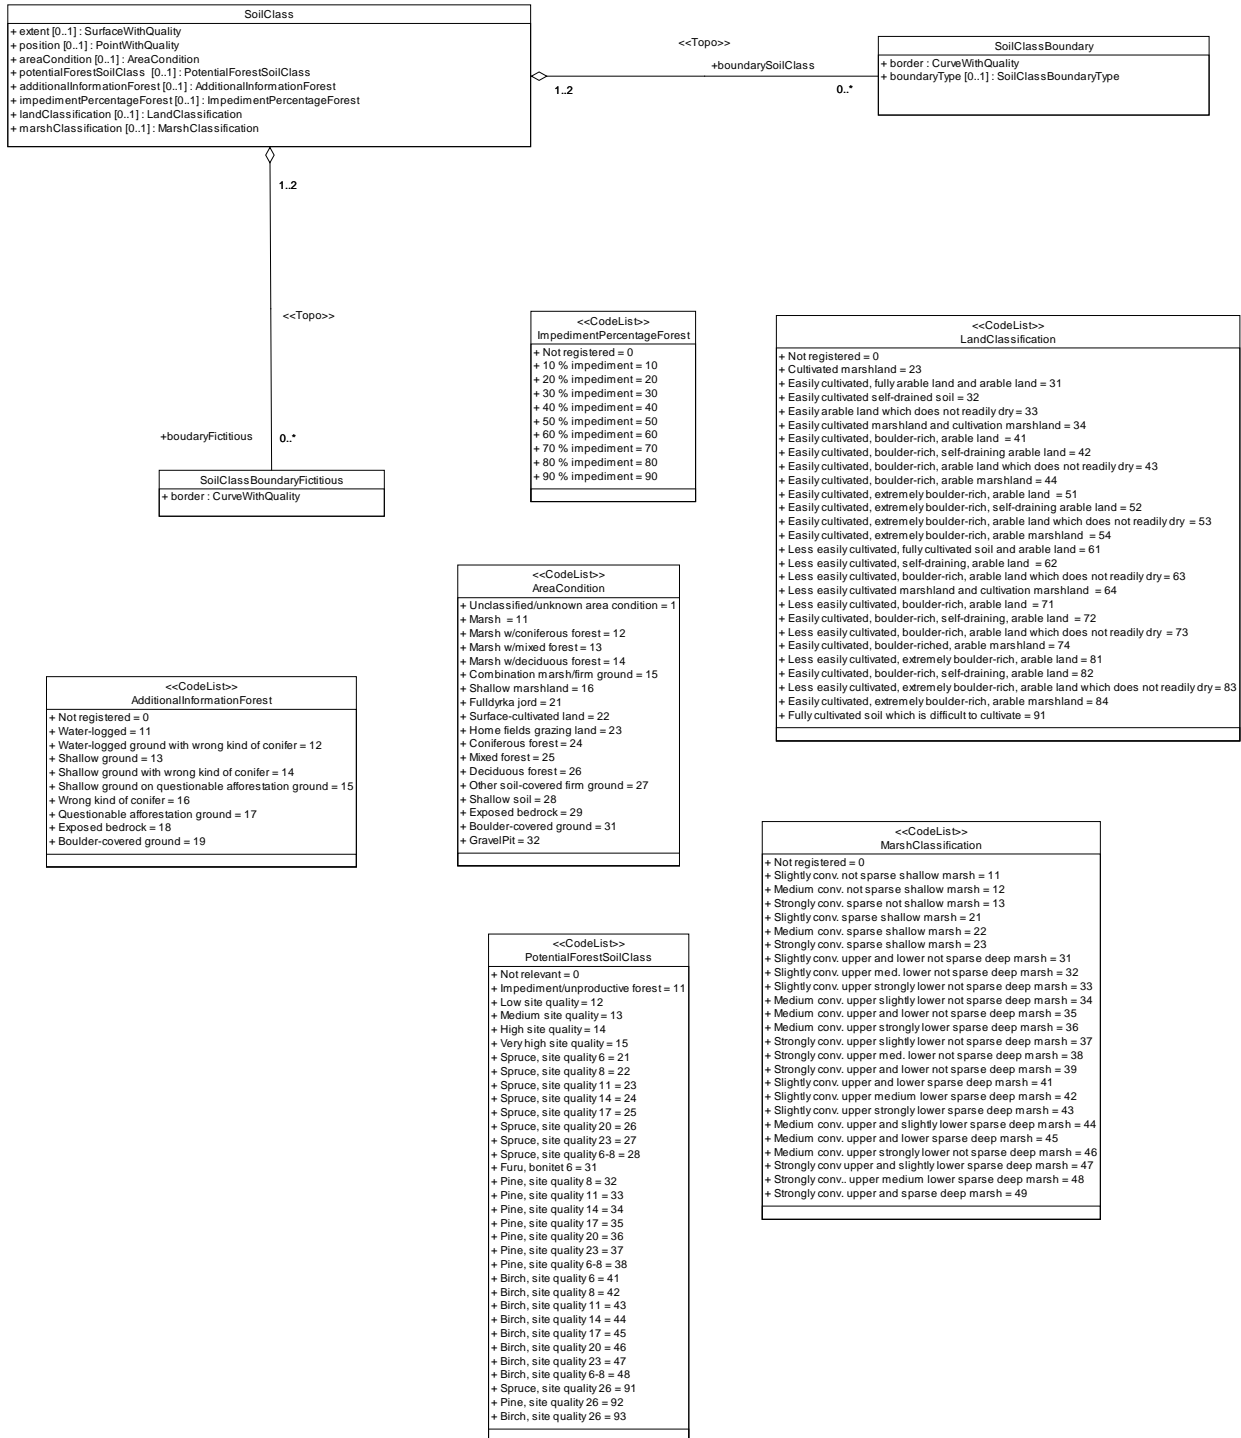 SoilClass
+ extent [0..1] : SurfaceWithQuality
+ position [0..1] : PointWithQuality
+ areaCondition [0..1] : AreaCondition
+ potentialForestSoilClass [0..1] : PotentialForestSoilClass
+ additionalInformationForest [0..1] : AdditionalInformationForest
+ impedimentPercentageForest [0..1] : ImpedimentPercentageForest
+ landClassification [0..1] : LandClassification
+ marshClassification [0..1] : MarshClassification
<<Topo>>
+boundarySoilClass
1..2
0..*
SoilClassBoundary
+ border : CurveWithQuality
+ boundaryType [0..1] : SoilClassBoundaryType
1..2
<<Topo>>
+boudaryFictitious
0..*
SoilClassBoundaryFictitious
+ border : CurveWithQuality
<<CodeList>>
ImpedimentPercentageForest
+ Not registered = 0
+ 10 % impediment = 10
+ 20 % impediment = 20
+ 30 % impediment = 30
+ 40 % impediment = 40
+ 50 % impediment = 50
+ 60 % impediment = 60
+ 70 % impediment = 70
+ 80 % impediment = 80
+ 90 % impediment = 90
<<CodeList>>
LandClassification
+ Not registered = 0
+ Cultivated marshland = 23
+ Easily cultivated, fully arable land and arable land = 31
+ Easily cultivated self-drained soil = 32
+ Easily arable land which does not readily dry = 33
+ Easily cultivated marshland and cultivation marshland = 34
+ Easily cultivated, boulder-rich, arable land = 41
+ Easily cultivated, boulder-rich, self-draining arable land = 42
+ Easily cultivated, boulder-rich, arable land which does not readily dry = 43
+ Easily cultivated, boulder-rich, arable marshland = 44
+ Easily cultivated, extremely boulder-rich, arable land = 51
+ Easily cultivated, extremely boulder-rich, self-draining arable land = 52
+ Easily cultivated, extremely boulder-rich, arable land which does not readily dry = 53
+ Easily cultivated, extremely boulder-rich, arable marshland = 54
+ Less easily cultivated, fully cultivated soil and arable land = 61
+ Less easily cultivated, self-draining, arable land = 62
+ Less easily cultivated, boulder-rich, arable land which does not readily dry = 63
+ Less easily cultivated marshland and cultivation marshland = 64
+ Less easily cultivated, boulder-rich, arable land = 71
+ Easily cultivated, boulder-rich, self-draining, arable land = 72
+ Less easily cultivated, boulder-rich, arable land which does not readily dry = 73
+ Easily cultivated, boulder-riched, arable marshland = 74
+ Less easily cultivated, extremely boulder-rich, arable land = 81
+ Easily cultivated, boulder-rich, self-draining, arable land = 82
+ Less easily cultivated, extremely boulder-rich, arable land which does not readily dry = 83
+ Easily cultivated, extremely boulder-rich, arable marshland = 84
+ Fully cultivated soil which is difficult to cultivate = 91
<<CodeList>>
AreaCondition
+ Unclassified/unknown area condition = 1
+ Marsh = 11
+ Marsh w/coniferous forest = 12
+ Marsh w/mixed forest = 13
+ Marsh w/deciduous forest = 14
+ Combination marsh/firm ground = 15
+ Shallow marshland = 16
+ Fulldyrka jord = 21
+ Surface-cultivated land = 22
+ Home fields grazing land = 23
+ Coniferous forest = 24
+ Mixed forest = 25
+ Deciduous forest = 26
+ Other soil-covered firm ground = 27
+ Shallow soil = 28
+ Exposed bedrock = 29
+ Boulder-covered ground = 31
+ GravelPit = 32
<<CodeList>>
AdditionalInformationForest
+ Not registered = 0
+ Water-logged = 11
+ Water-logged ground with wrong kind of conifer = 12
+ Shallow ground = 13
+ Shallow ground with wrong kind of conifer = 14
+ Shallow ground on questionable afforestation ground = 15
+ Wrong kind of conifer = 16
+ Questionable afforestation ground = 17
+ Exposed bedrock = 18
+ Boulder-covered ground = 19
<<CodeList>>
MarshClassification
+ Not registered = 0
+ Slightly conv. not sparse shallow marsh = 11
+ Medium conv. not sparse shallow marsh = 12
+ Strongly conv. sparse not shallow marsh = 13
+ Slightly conv. sparse shallow marsh = 21
+ Medium conv. sparse shallow marsh = 22
+ Strongly conv. sparse shallow marsh = 23
+ Slightly conv. upper and lower not sparse deep marsh = 31
+ Slightly conv. upper med. lower not sparse deep marsh = 32
+ Slightly conv. upper strongly lower not sparse deep marsh = 33
+ Medium conv. upper slightly lower not sparse deep marsh = 34
+ Medium conv. upper and lower not sparse deep marsh = 35
+ Medium conv. upper strongly lower sparse deep marsh = 36
+ Strongly conv. upper slightly lower not sparse deep marsh = 37
+ Strongly conv. upper med. lower not sparse deep marsh = 38
+ Strongly conv. upper and lower not sparse deep marsh = 39
+ Slightly conv. upper and lower sparse deep marsh = 41
+ Slightly conv. upper medium lower sparse deep marsh = 42
+ Slightly conv. upper strongly lower sparse deep marsh = 43
+ Medium conv. upper and slightly lower sparse deep marsh = 44
+ Medium conv. upper and lower sparse deep marsh = 45
+ Medium conv. upper strongly lower not sparse deep marsh = 46
+ Strongly conv upper and slightly lower sparse deep marsh = 47
+ Strongly conv.. upper medium lower sparse deep marsh = 48
+ Strongly conv. upper and sparse deep marsh = 49
<<CodeList>>
PotentialForestSoilClass
+ Not relevant = 0
+ Impediment/unproductive forest = 11
+ Low site quality = 12
+ Medium site quality = 13
+ High site quality = 14
+ Very high site quality = 15
+ Spruce, site quality 6 = 21
+ Spruce, site quality 8 = 22
+ Spruce, site quality 11 = 23
+ Spruce, site quality 14 = 24
+ Spruce, site quality 17 = 25
+ Spruce, site quality 20 = 26
+ Spruce, site quality 23 = 27
+ Spruce, site quality 6-8 = 28
+ Furu, bonitet 6 = 31
+ Pine, site quality 8 = 32
+ Pine, site quality 11 = 33
+ Pine, site quality 14 = 34
+ Pine, site quality 17 = 35
+ Pine, site quality 20 = 36
+ Pine, site quality 23 = 37
+ Pine, site quality 6-8 = 38
+ Birch, site quality 6 = 41
+ Birch, site quality 8 = 42
+ Birch, site quality 11 = 43
+ Birch, site quality 14 = 44
+ Birch, site quality 17 = 45
+ Birch, site quality 20 = 46
+ Birch, site quality 23 = 47
+ Birch, site quality 6-8 = 48
+ Spruce, site quality 26 = 91
+ Pine, site quality 26 = 92
+ Birch, site quality 26 = 93